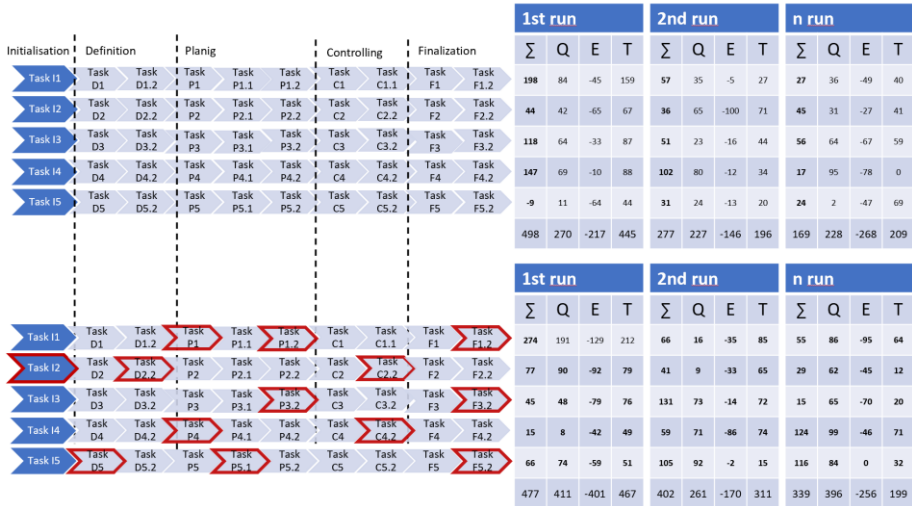 1st run 2nd run n run
Initialisation Definition Planig Controlling Finalization
∑ Q E T ∑ Q E T ∑ Q E T
Task I1 Task D1 Task D1.2 Task P1 Task P1.1 Task P1.2 Task C1 Task C1.1 Task F1 Task F1.2 198 84 -45 159 57 35 -5 27 27 36 -49 40
Task I2 Task D2 Task D2.2 Task P2 Task P2.1 Task P2.2 Task C2 Task C2.2 Task F2 Task F2.2 44 42 -65 67 36 65 -100 71 45 31 -27 41
Task I3 Task D3 Task D3.2 Task P3 Task P3.1 Task P3.2 Task C3 Task C3.2 Task F3 Task F3.2 118 64 -33 87 51 23 -16 44 56 64 -67 59
Task I4 Task D4 Task D4.2 Task P4 Task P4.1 Task P4.2 Task C4 Task C4.2 Task F4 Task F4.2 147 69 -10 88 102 80 -12 34 17 95 -78 0
Task I5 Task D5 Task D5.2 Task P5 Task P5.1 Task P5.2 Task C5 Task C5.2 Task F5 Task F5.2 -9 11 -64 44 31 24 -13 20 24 2 -47 69
498 270 -217 445 277 227 -146 196 169 228 -268 209
1st run 2nd run n run
∑ Q E T ∑ Q E T ∑ Q E T
Task I1 Task D1 Task D1.2 Task P1 Task P1.1 Task P1.2 Task C1 Task C1.1 Task F1 Task F1.2 274 191 -129 212 66 16 -35 85 55 86 -95 64
Task I2 Task D2 Task D2.2 Task P2 Task P2.1 Task P2.2 Task C2 Task C2.2 Task F2 Task F2.2 77 90 -92 79 41 9 -33 65 29 62 -45 12
Task I3 Task D3 Task D3.2 Task P3 Task P3.1 Task P3.2 Task C3 Task C3.2 Task F3 Task F3.2 45 48 -79 76 131 73 -14 72 15 65 -70 20
Task I4 Task D4 Task D4.2 Task P4 Task P4.1 Task P4.2 Task C4 Task C4.2 Task F4 Task F4.2 15 8 -42 49 59 71 -86 74 124 99 -46 71
Task I5 Task D5 Task D5.2 Task P5 Task P5.1 Task P5.2 Task C5 Task C5.2 Task F5 Task F5.2 66 74 -59 51 105 92 -2 15 116 84 0 32
477 411 -401 467 402 261 -170 311 339 396 -256 199